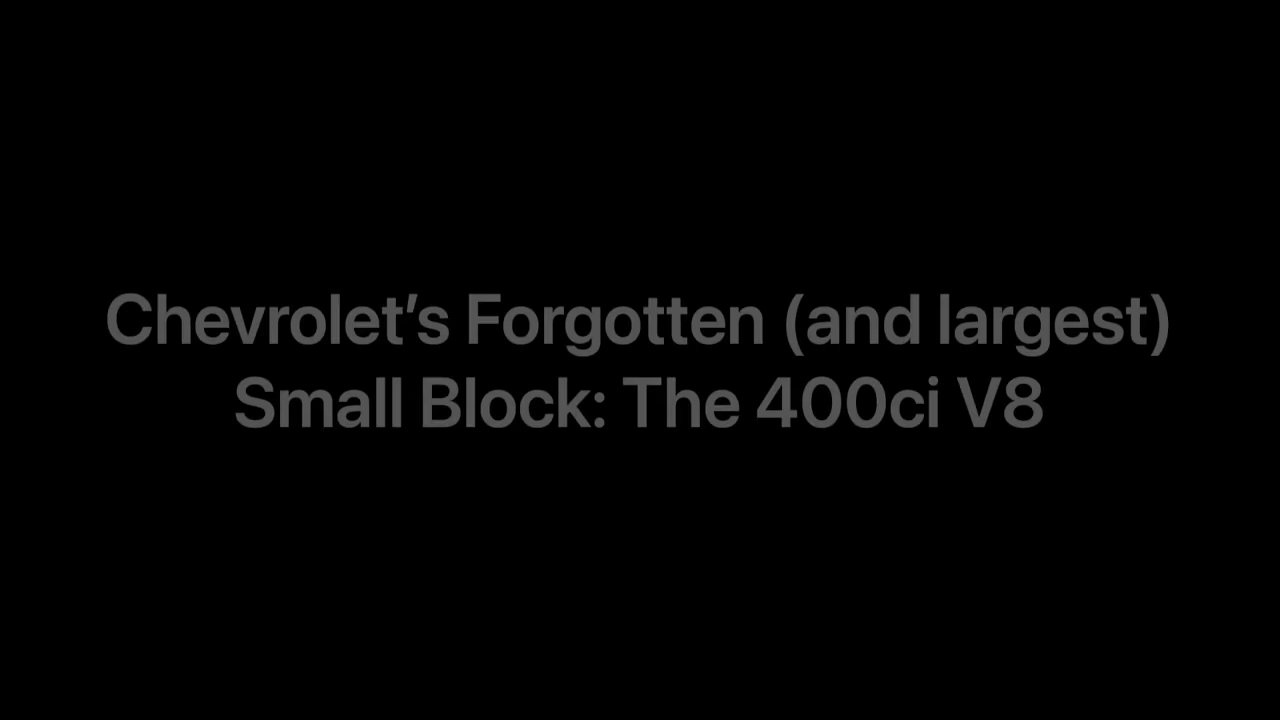 Chevrolet’s Forgotten (and largest)
Small Block: The 400ci V8